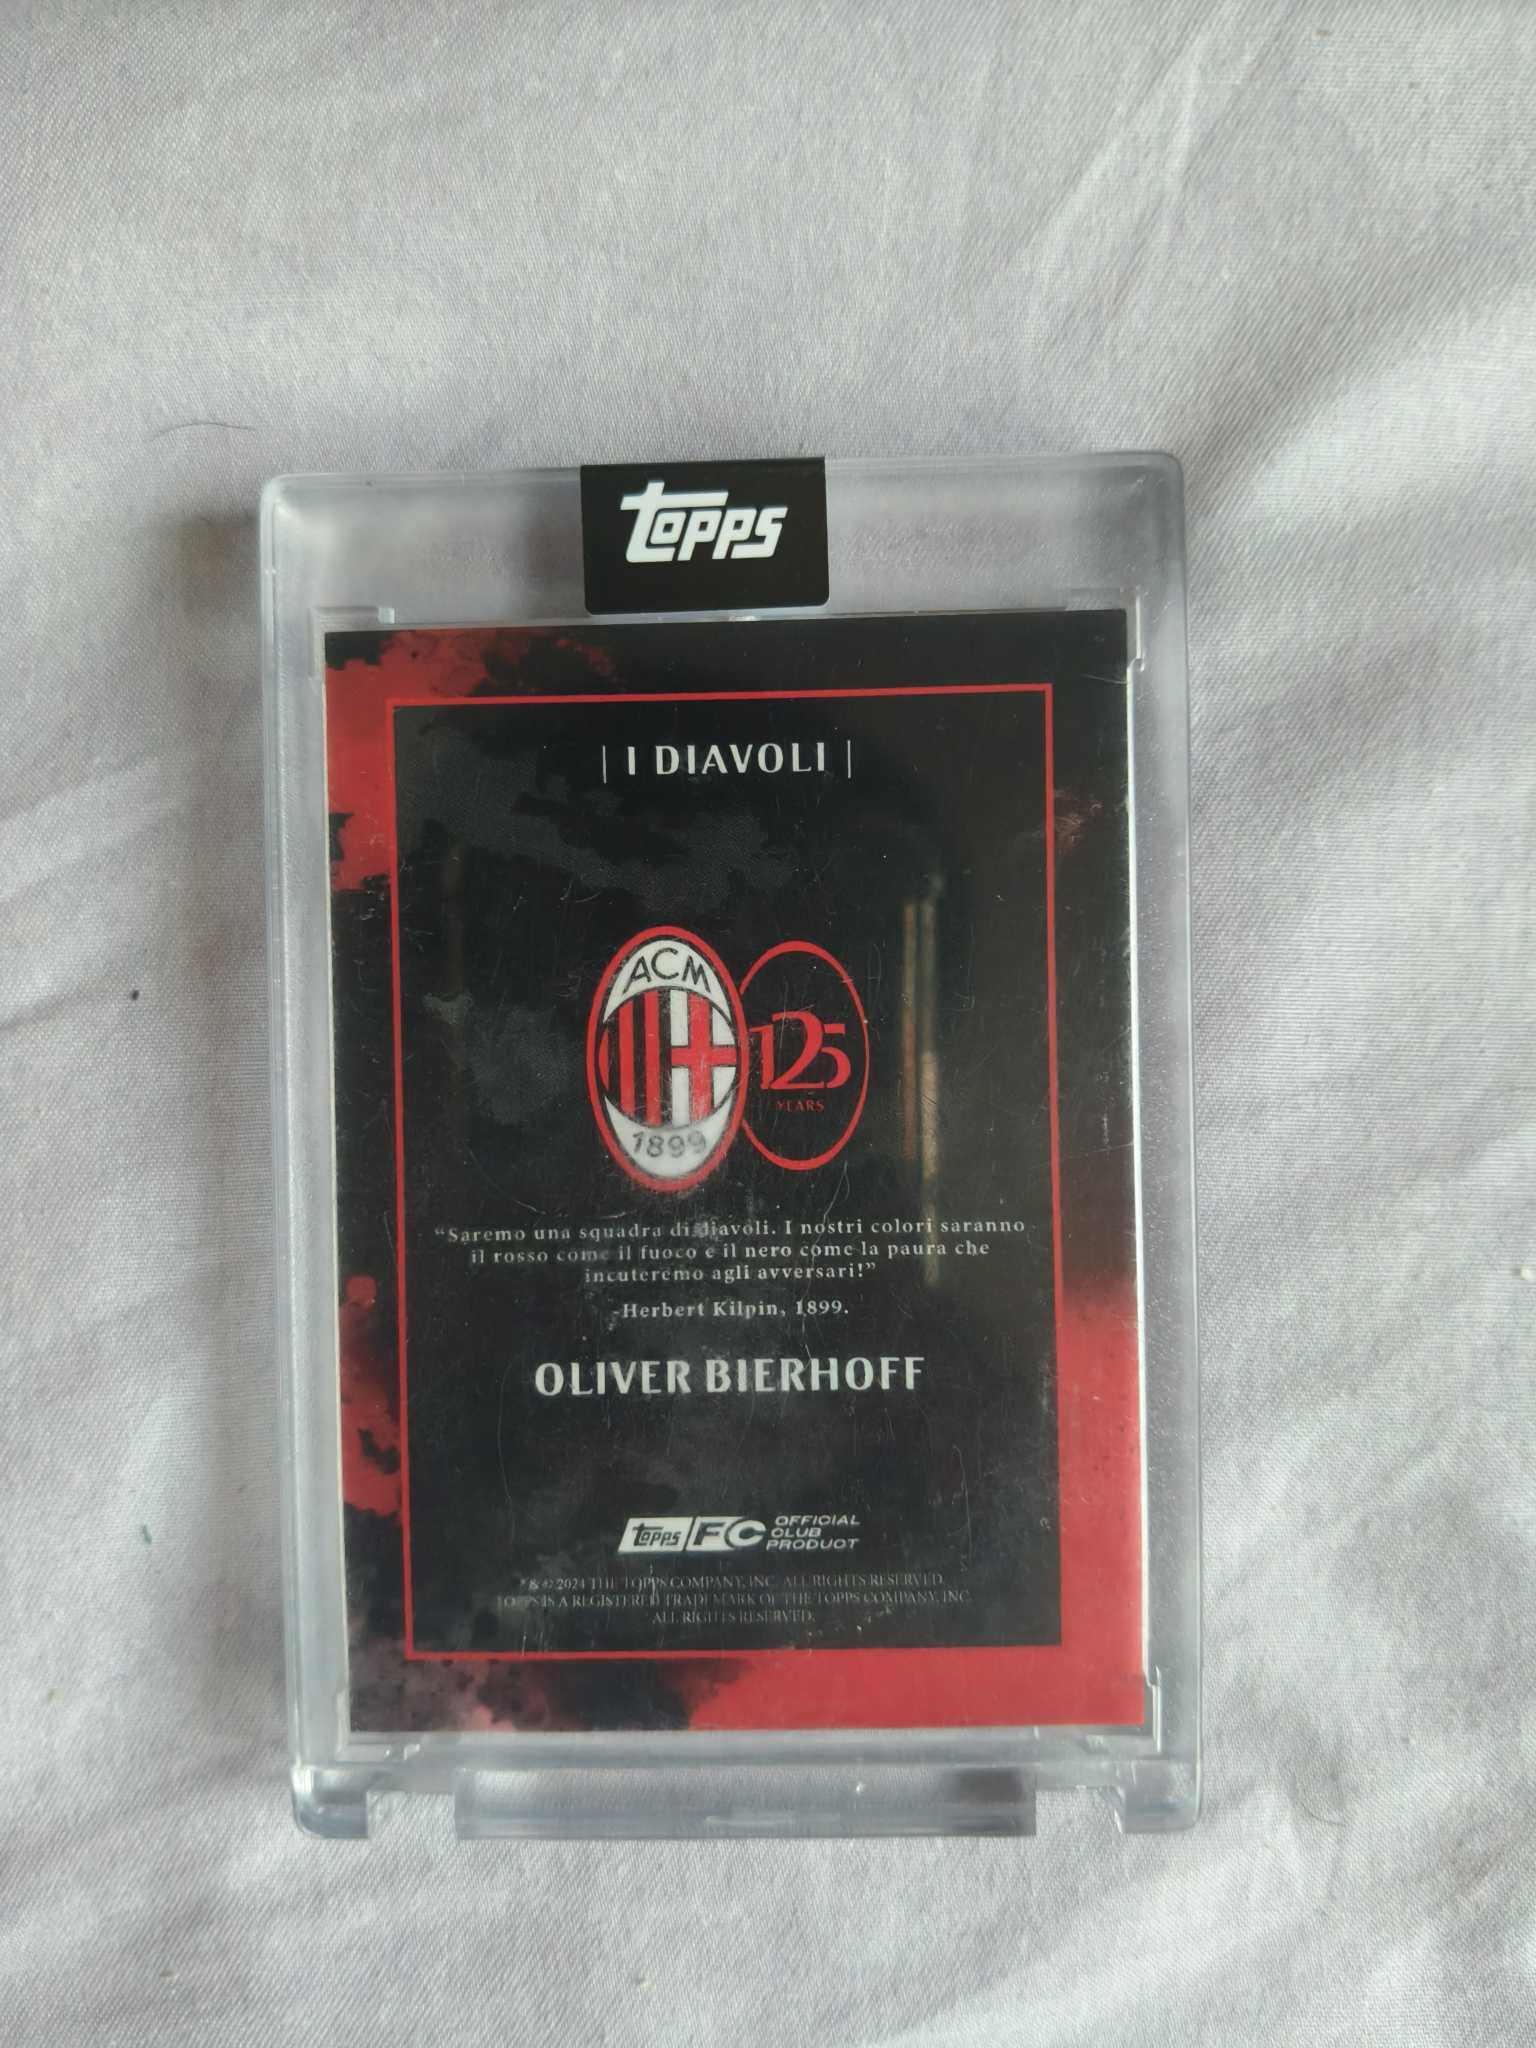 TOPPS
| I DIAVOLI |
ACM
1899
125
YEARS
“Saremo una squadra di diavoli. I nostri colori saranno
il rosso come il fuoco e il nero come la paura che
incuteremo agli avversari!”
-Herbert Kilpin, 1899.
OLIVER BIERHOFF
TOPPS FC OFFICIAL
CLUB
PRODUCT
® & © 2024 THE TOPPS COMPANY, INC. ALL RIGHTS RESERVED.
TOPPS IS A REGISTERED TRADEMARK OF THE TOPPS COMPANY, INC.
ALL RIGHTS RESERVED.